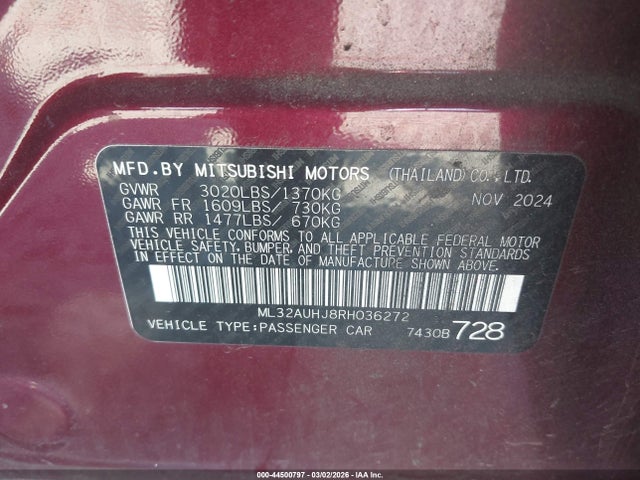 MFD.BY MITSUBISHI MOTORS (THAILAND) CO., LTD.
GVWR 3020LBS/1370KG NOV 2024
GAWR FR 1609LBS/ 730KG
GAWR RR 1477LBS/ 670KG
THIS VEHICLE CONFORMS TO ALL APPLICABLE FEDERAL MOTOR
VEHICLE SAFETY, BUMPER, AND THEFT PREVENTION STANDARDS
IN EFFECT ON THE DATE OF MANUFACTURE SHOWN ABOVE.
ML32AUHJ8RH036272
VEHICLE TYPE:PASSENGER CAR 7430B 728
000-44500797 - 03/02/2026 - IAA Inc.